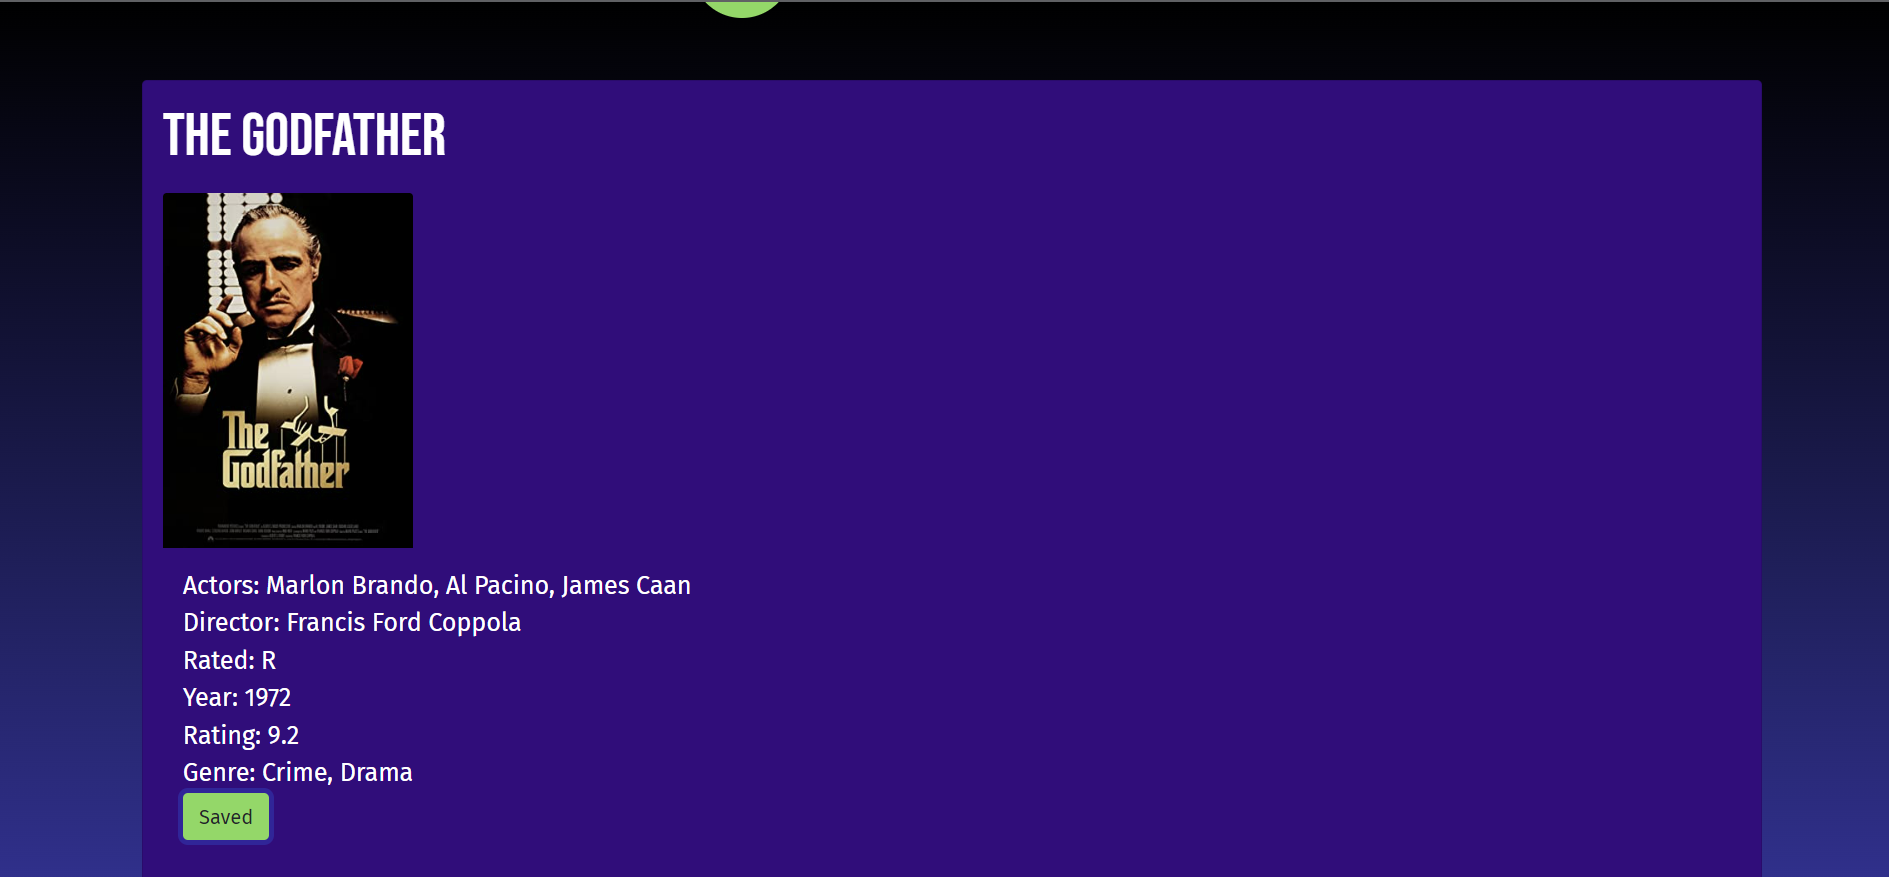 THE GODFATHER
The
Godfather
Actors: Marlon Brando, Al Pacino, James Caan
Director: Francis Ford Coppola
Rated: R
Year: 1972
Rating: 9.2
Genre: Crime, Drama
Saved